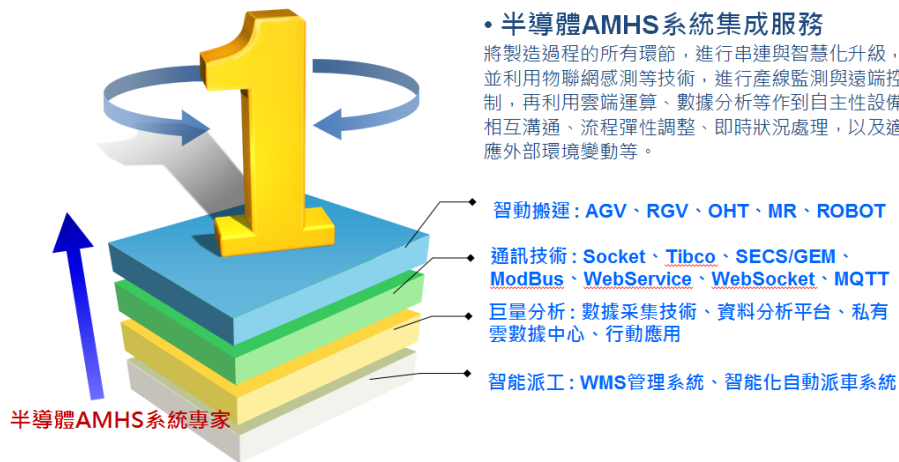 • 半導體AMHS系統集成服務
將製造過程的所有環節，進行串連與智慧化升級，
並利用物聯網感測等技術，進行產線監測與遠端控
制，再利用雲端運算、數據分析等作到自主性設備
相互溝通、流程彈性調整、即時狀況處理，以及適
應外部環境變動等。
1
智動搬運 : AGV、RGV、OHT、MR、ROBOT
通訊技術 : Socket、Tibco、SECS/GEM、
ModBus、WebService、WebSocket、MQTT
巨量分析 : 數據采集技術、資料分析平台、私有
雲數據中心、行動應用
智能派工 : WMS管理系統、智能化自動派車系統
半導體AMHS系統專家